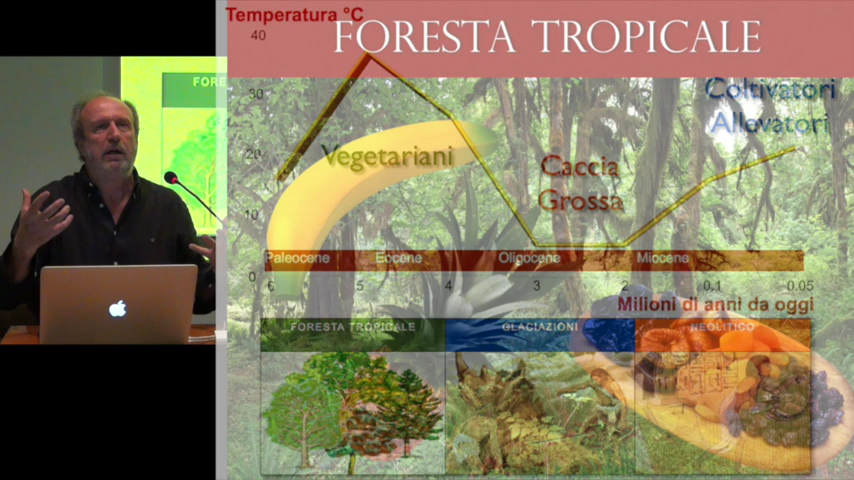 FORE
Temperatura °C
FORESTA TROPICALE
40
30
20
10
0
Coltivatori
Allevatori
Vegetariani
Caccia
Grossa
Paleocene Eocene Oligocene Miocene
6 5 4 3 2 0.1 0.05
Milioni di anni da oggi
FORESTA TROPICALE GLACIAZIONI NEOLITICO